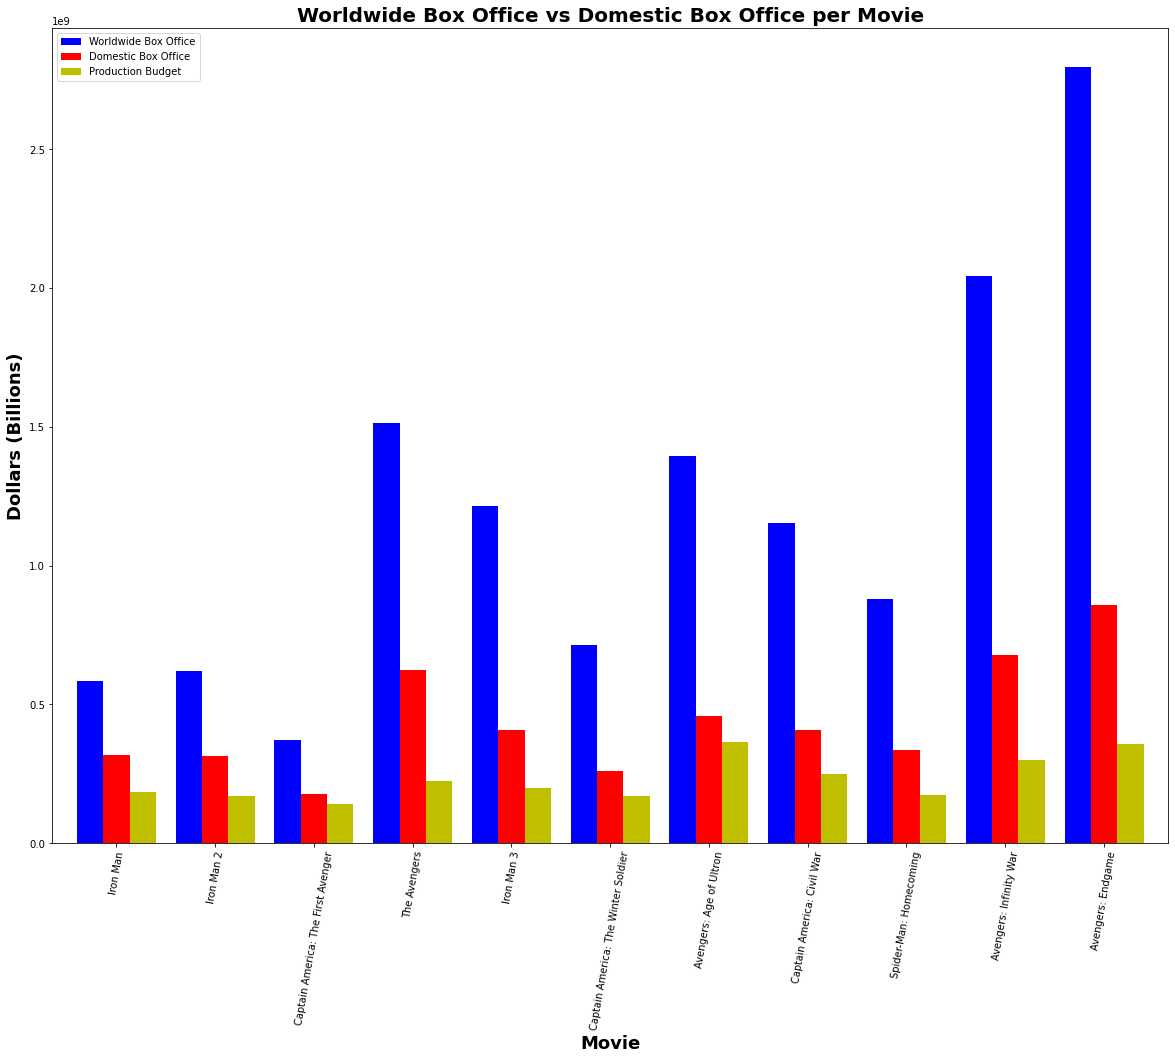 Worldwide Box Office vs Domestic Box Office per Movie
1e9
Worldwide Box Office
Domestic Box Office
Production Budget
2.5
2.0
1.5
1.0
0.5
0.0
Dollars (Billions)
Iron Man
Iron Man 2
Captain America: The First Avenger
The Avengers
Iron Man 3
Captain America: The Winter Soldier
Avengers: Age of Ultron
Captain America: Civil War
Spider-Man: Homecoming
Avengers: Infinity War
Avengers: Endgame
Movie